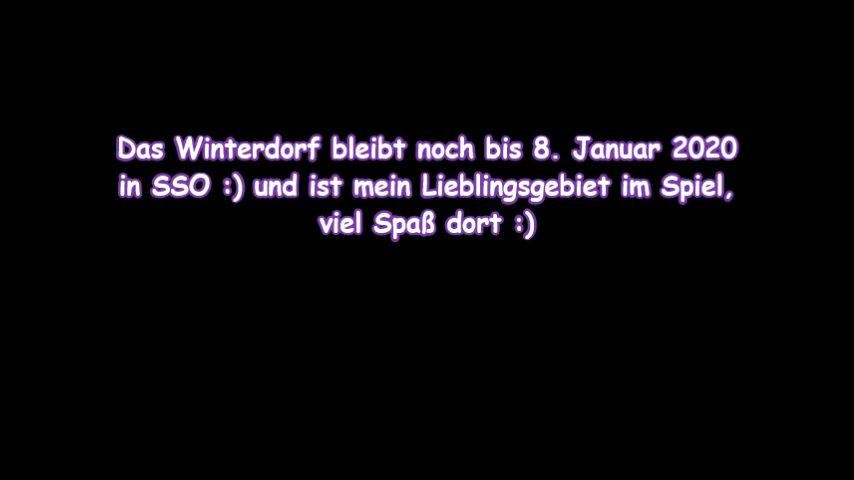 Das Winterdorf bleibt noch bis 8. Januar 2020
in SSO :) und ist mein Lieblingsgebiet im Spiel,
viel Spaß dort :)